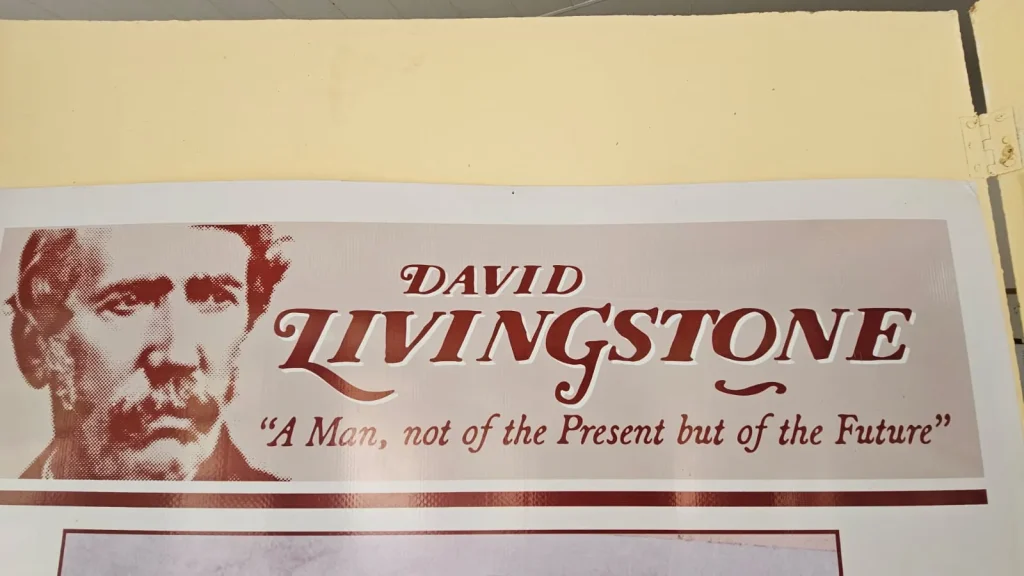 DAVID
LIVINGSTONE
“A Man, not of the Present but of the Future”